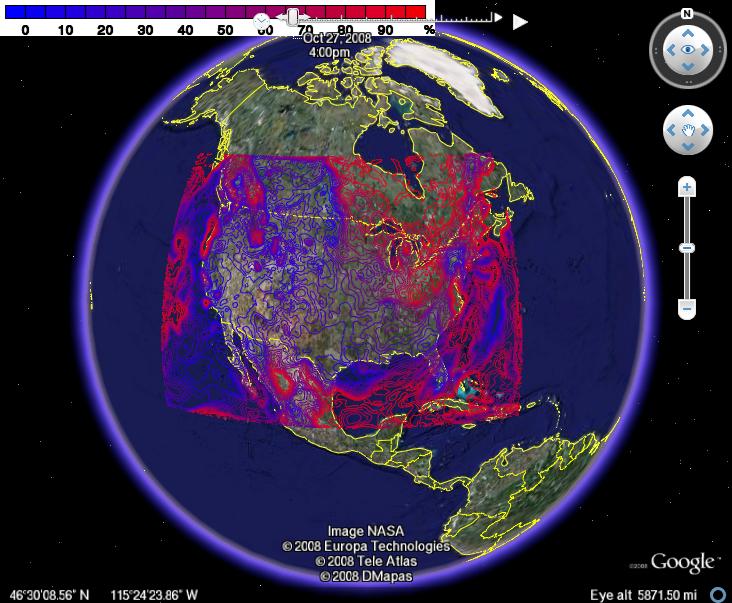 0 10 20 30 40 50 60 70 80 90 %
Oct 27, 2008
4:00pm
N
Image NASA
© 2008 Europa Technologies
© 2008 Tele Atlas
© 2008 DMapas
©2008 Google™
46°30'08.56" N 115°24'23.86" W
Eye alt 5871.50 mi